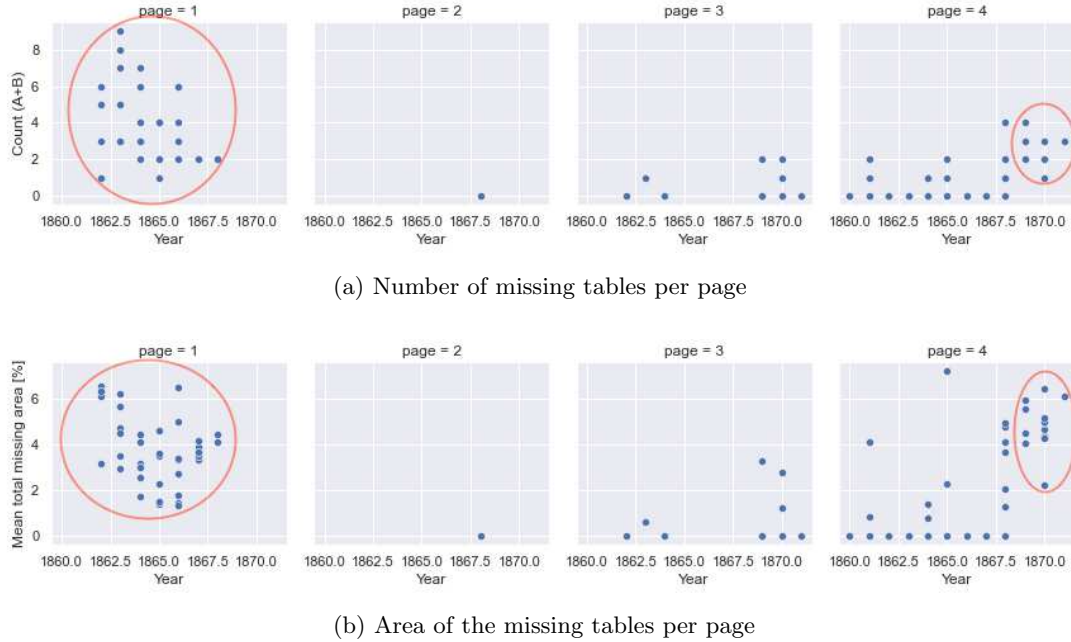 page = 1 page = 2 page = 3 page = 4
Count (A+B)
8
6
4
2
0
1860.0 1862.5 1865.0 1867.5 1870.0 1860.0 1862.5 1865.0 1867.5 1870.0 1860.0 1862.5 1865.0 1867.5 1870.0 1860.0 1862.5 1865.0 1867.5 1870.0
Year Year Year Year
(a) Number of missing tables per page
page = 1 page = 2 page = 3 page = 4
Mean total missing area [%]
6
4
2
0
1860.0 1862.5 1865.0 1867.5 1870.0 1860.0 1862.5 1865.0 1867.5 1870.0 1860.0 1862.5 1865.0 1867.5 1870.0 1860.0 1862.5 1865.0 1867.5 1870.0
Year Year Year Year
(b) Area of the missing tables per page